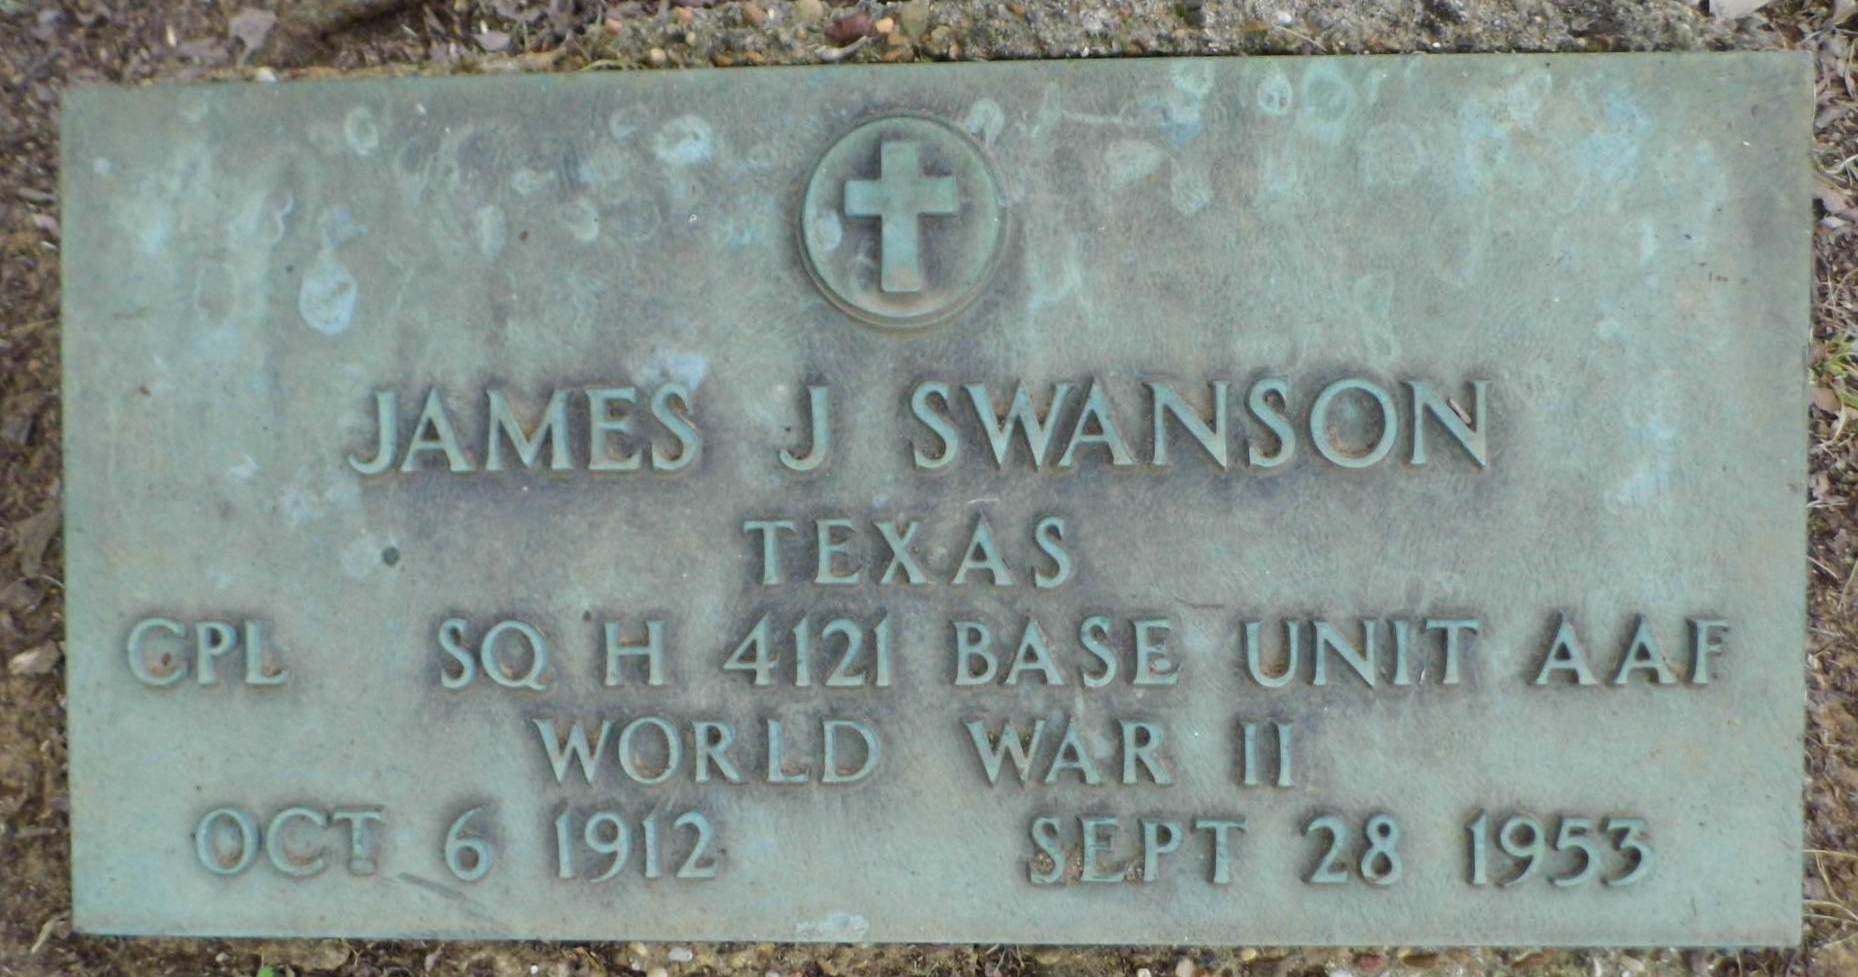 JAMES J SWANSON
TEXAS
CPL SQ H 4121 BASE UNIT AAF
WORLD WAR II
OCT 6 1912 SEPT 28 1953